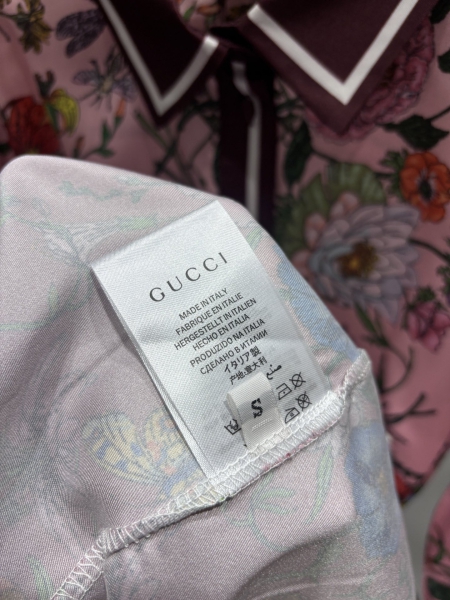 GUCCI
MADE IN ITALY
FABRIQUE EN ITALIE
HERGESTELLT IN ITALIEN
HECHO EN ITALIA
PRODUZIDO NA ITALIA
СДЕЛАНО В ИТАЛИИ
イタリア製
产地:意大利
S